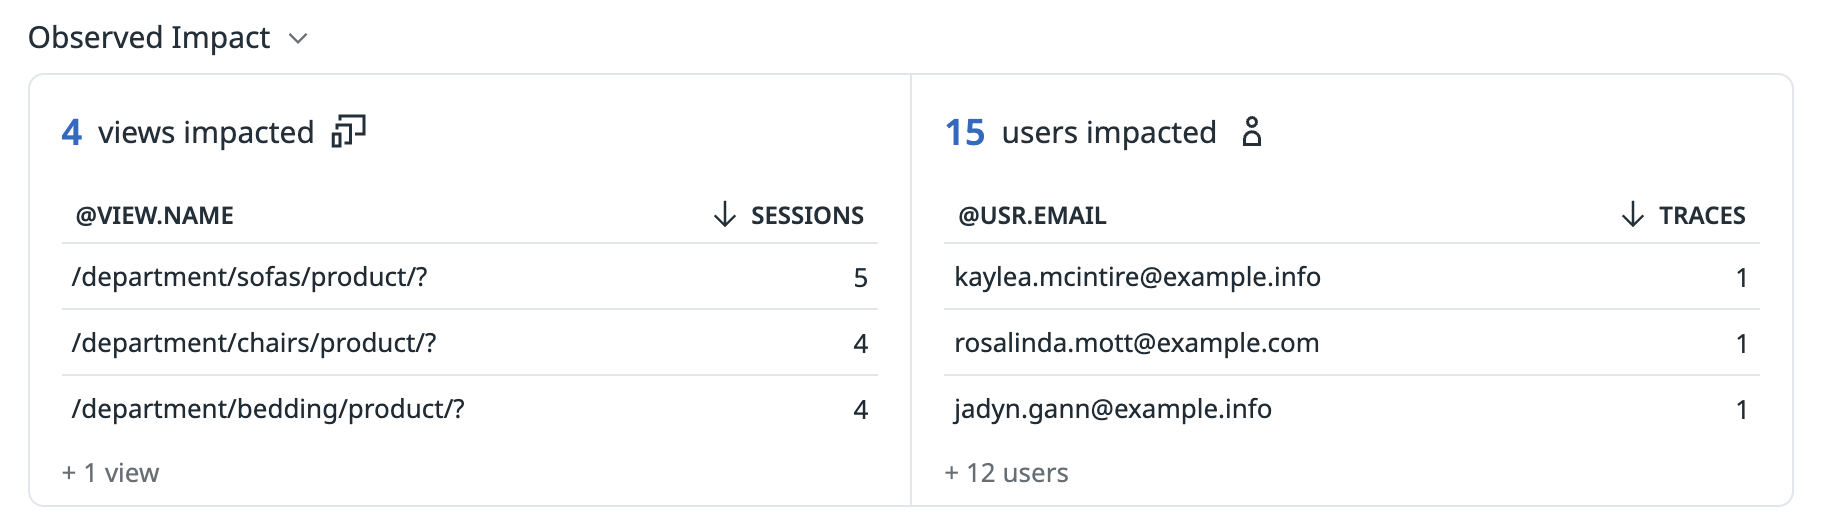 Observed Impact
4 views impacted
@VIEW.NAME SESSIONS
/department/sofas/product/? 5
/department/chairs/product/? 4
/department/bedding/product/? 4
+ 1 view
15 users impacted
@USR.EMAIL TRACES
kaylea.mcintire@example.info 1
rosalinda.mott@example.com 1
jadyn.gann@example.info 1
+ 12 users